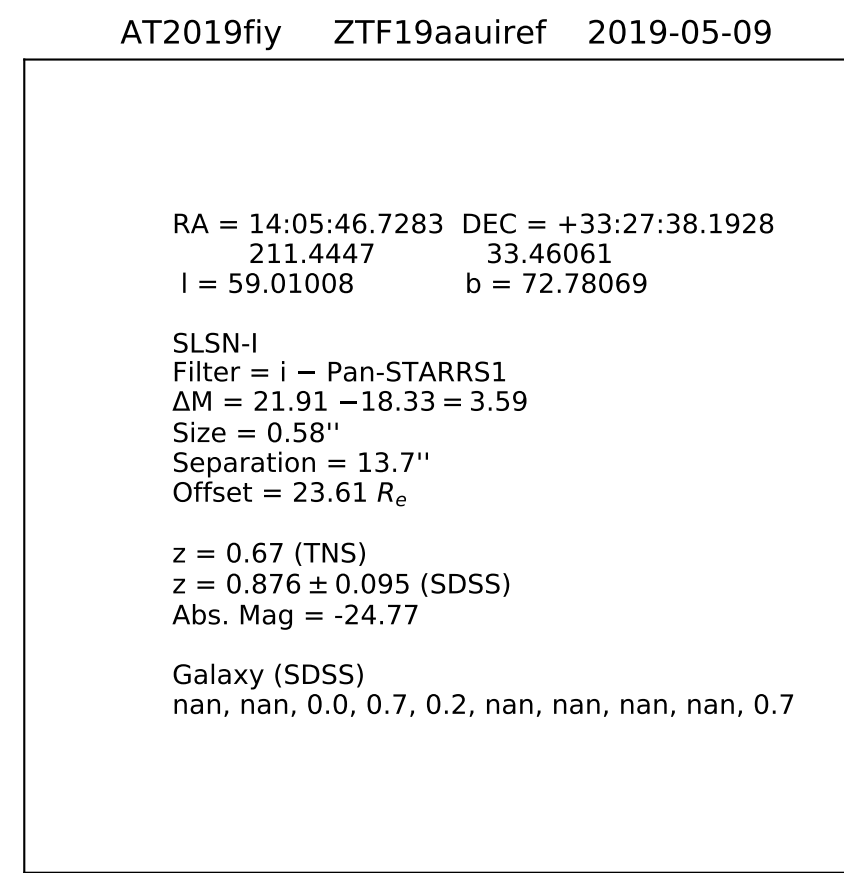 AT2019fiy ZTF19aauiref 2019-05-09
RA = 14:05:46.7283 DEC = +33:27:38.1928
211.4447 33.46061
l = 59.01008 b = 72.78069
SLSN-I
Filter = i − Pan-STARRS1
ΔM = 21.91 −18.33 = 3.59
Size = 0.58''
Separation = 13.7''
Offset = 23.61 Rₑ
z = 0.67 (TNS)
z = 0.876 ± 0.095 (SDSS)
Abs. Mag = -24.77
Galaxy (SDSS)
nan, nan, 0.0, 0.7, 0.2, nan, nan, nan, nan, 0.7